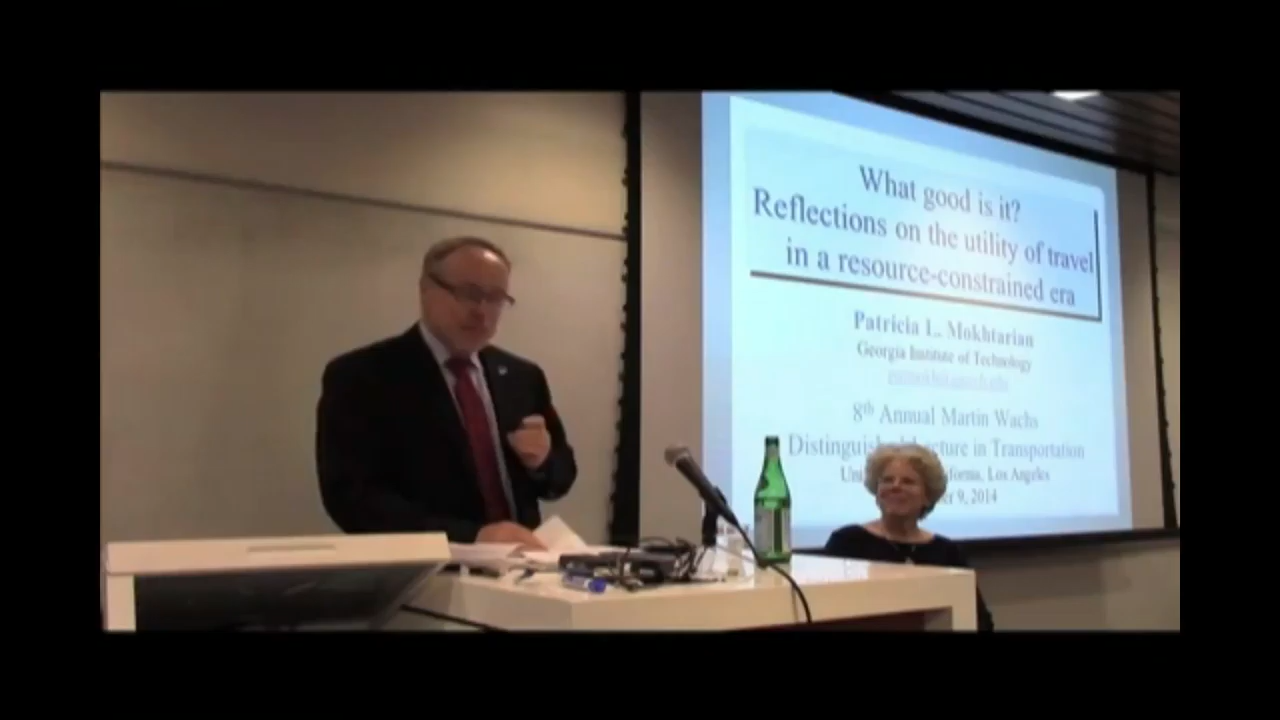 What good is it?
Reflections on the utility of travel
in a resource-constrained era
Patricia L. Mokhtarian
Georgia Institute of Technology
8th Annual Martin Wachs
Distinguished Lecture in Transportation
Los Angeles
9, 2014